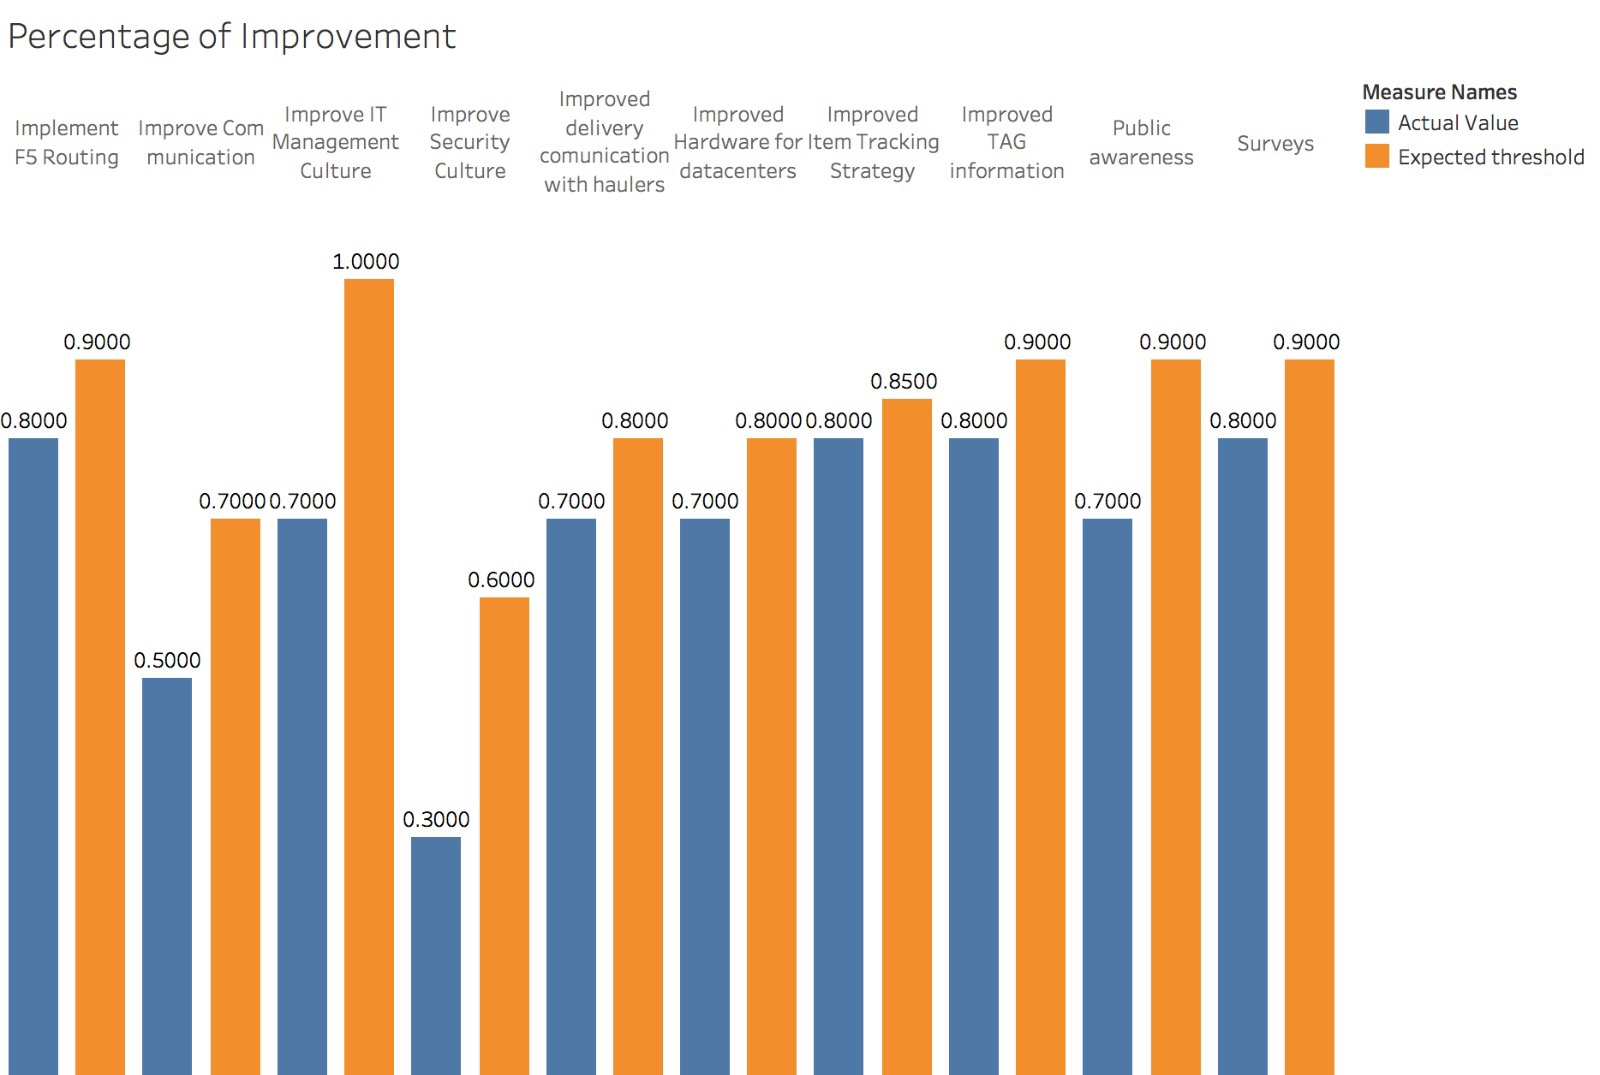 Percentage of Improvement
Implement
F5 Routing
Improve Com
munication
Improve IT
Management
Culture
Improve
Security
Culture
Improved
delivery
comunication
with haulers
Improved
Hardware for
datacenters
Improved
Item Tracking
Strategy
Improved
TAG
information
Public
awareness
Surveys
Measure Names
Actual Value
Expected threshold
0.8000
0.9000
0.5000
0.7000
0.7000
1.0000
0.3000
0.6000
0.7000
0.8000
0.7000
0.8000
0.8000
0.8500
0.8000
0.9000
0.7000
0.9000
0.8000
0.9000